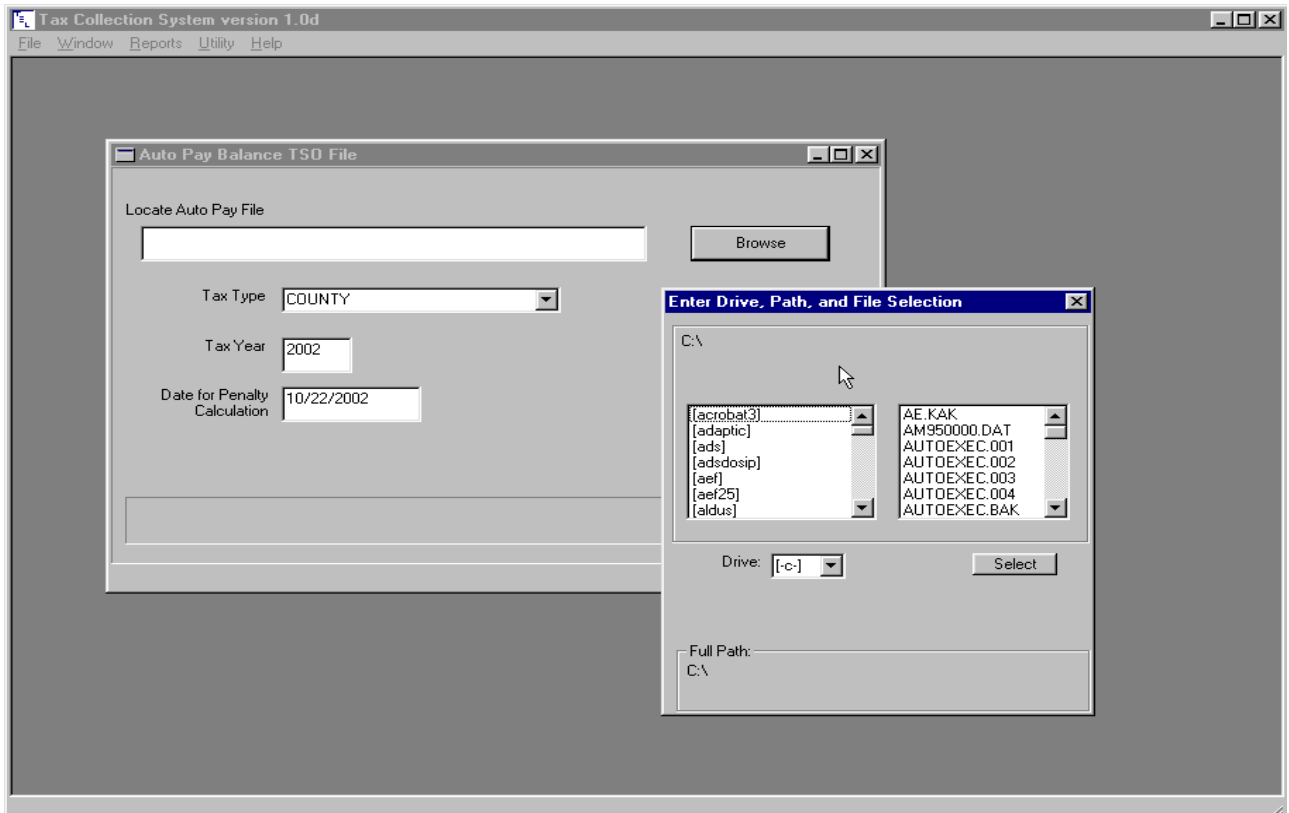 Tax Collection System version 1.0d
File Window Reports Utility Help
Auto Pay Balance TSO File
Locate Auto Pay File
Browse
Tax Type COUNTY
Tax Year 2002
Date for Penalty
Calculation 10/22/2002
Enter Drive, Path, and File Selection
C:\
[acrobat3]
[adaptic]
[ads]
[adsdosip]
[aef]
[aef25]
[aldus]
AE.KAK
AM950000.DAT
AUTOEXEC.001
AUTOEXEC.002
AUTOEXEC.003
AUTOEXEC.004
AUTOEXEC.BAK
Drive: [-c-] Select
Full Path:
C:\